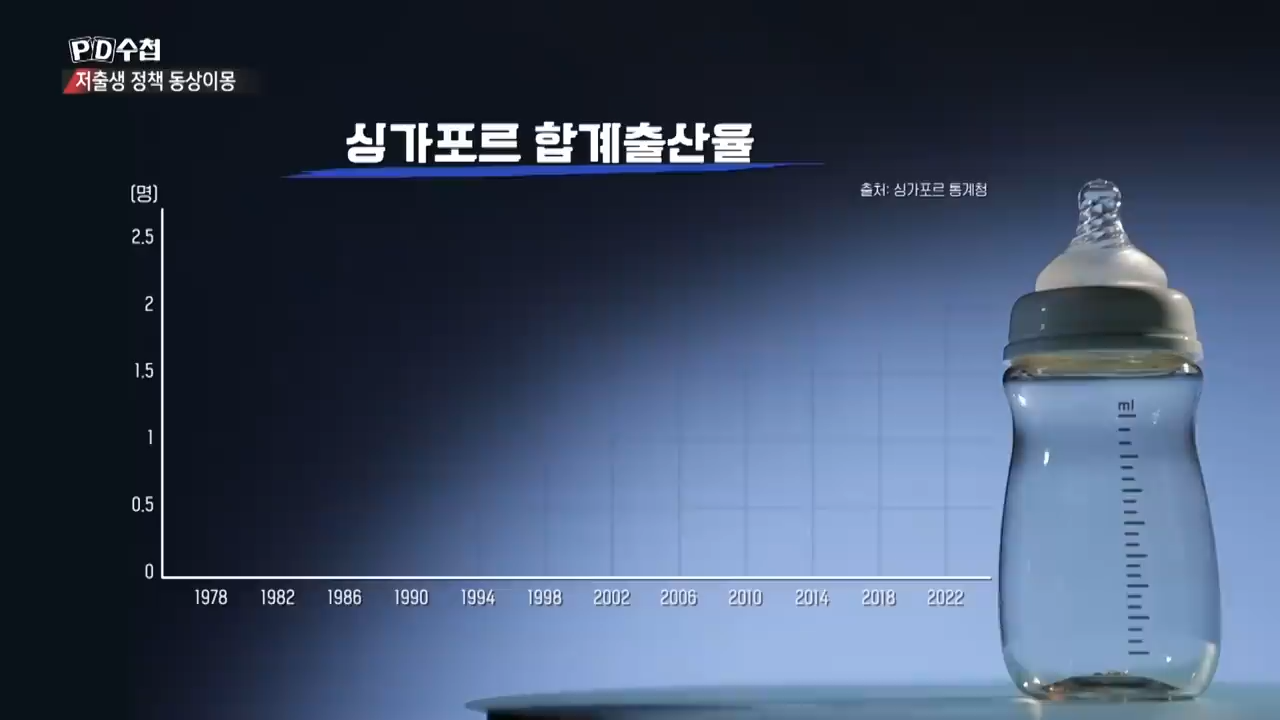 PD수첩
저출생 정책 동상이몽
싱가포르 합계출산율
(명)
출처: 싱가포르 통계청
2.5
2
1.5
1
0.5
0
1978 1982 1986 1990 1994 1998 2002 2006 2010 2014 2018 2022
ml